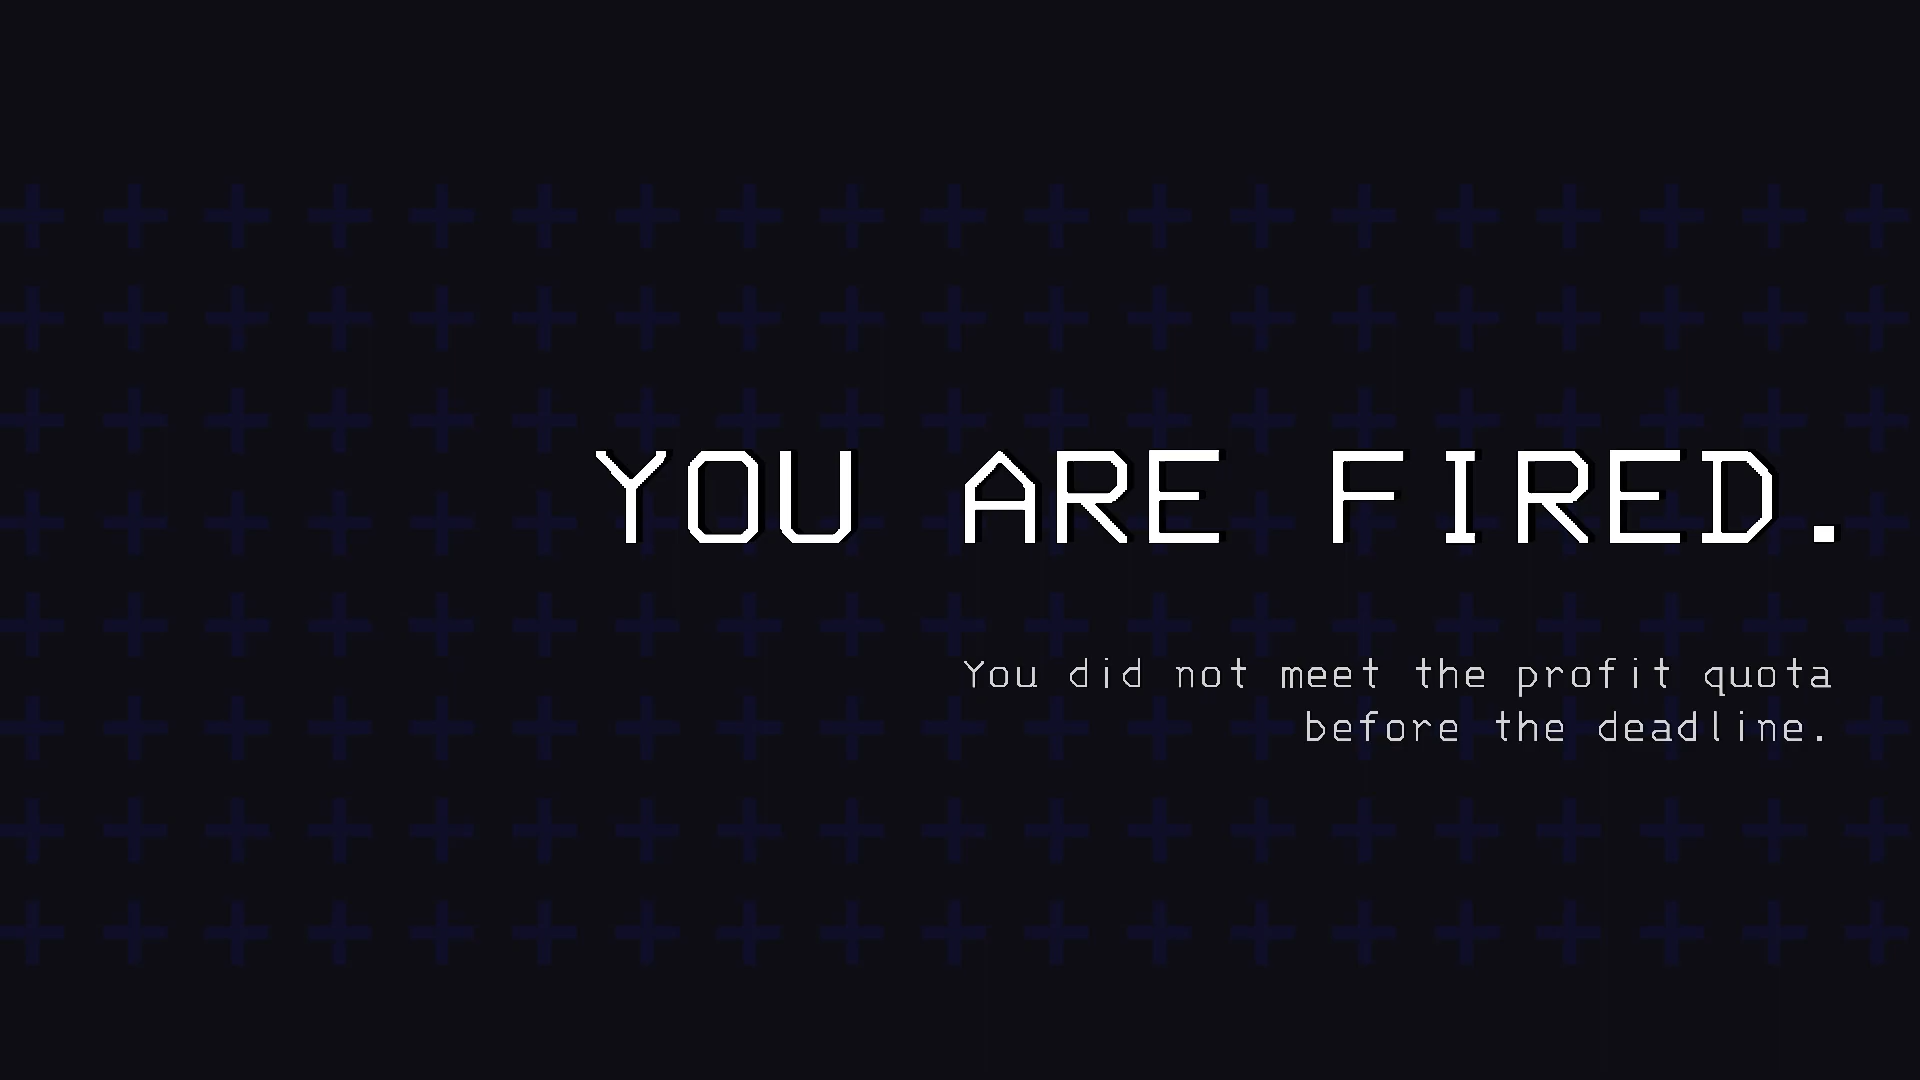 YOU ARE FIRED.
You did not meet the profit quota
before the deadline.